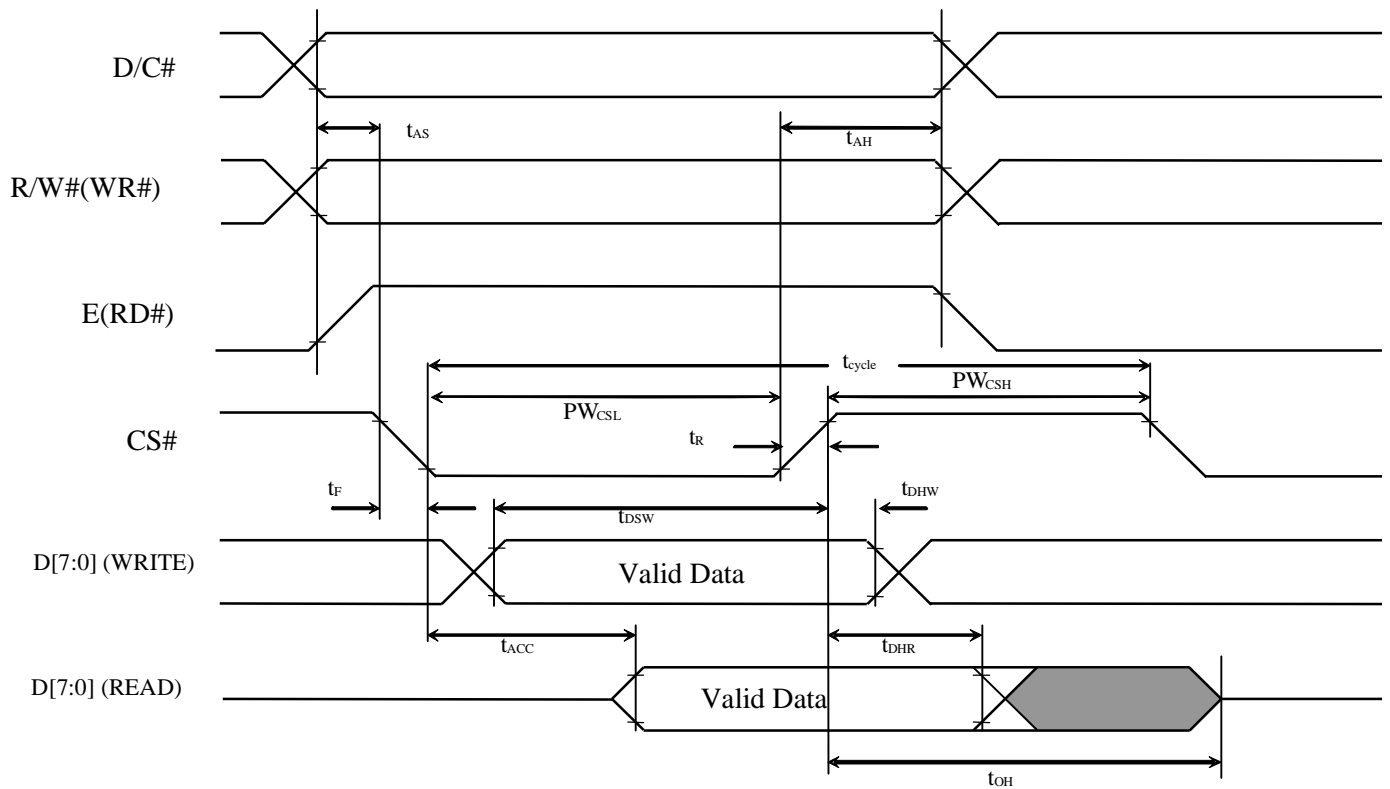 D/C#
tAS
tAH
R/W#(WR#)
E(RD#)
tcycle
PWCSL
PWCSH
CS#
tR
tF
tDSW
tDHW
D[7:0] (WRITE)
Valid Data
tACC
tDHR
D[7:0] (READ)
Valid Data
tOH